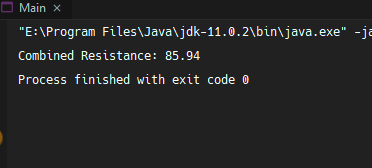 Main ×
"E:\Program Files\Java\jdk-11.0.2\bin\java.exe" -ja
Combined Resistance: 85.94
Process finished with exit code 0